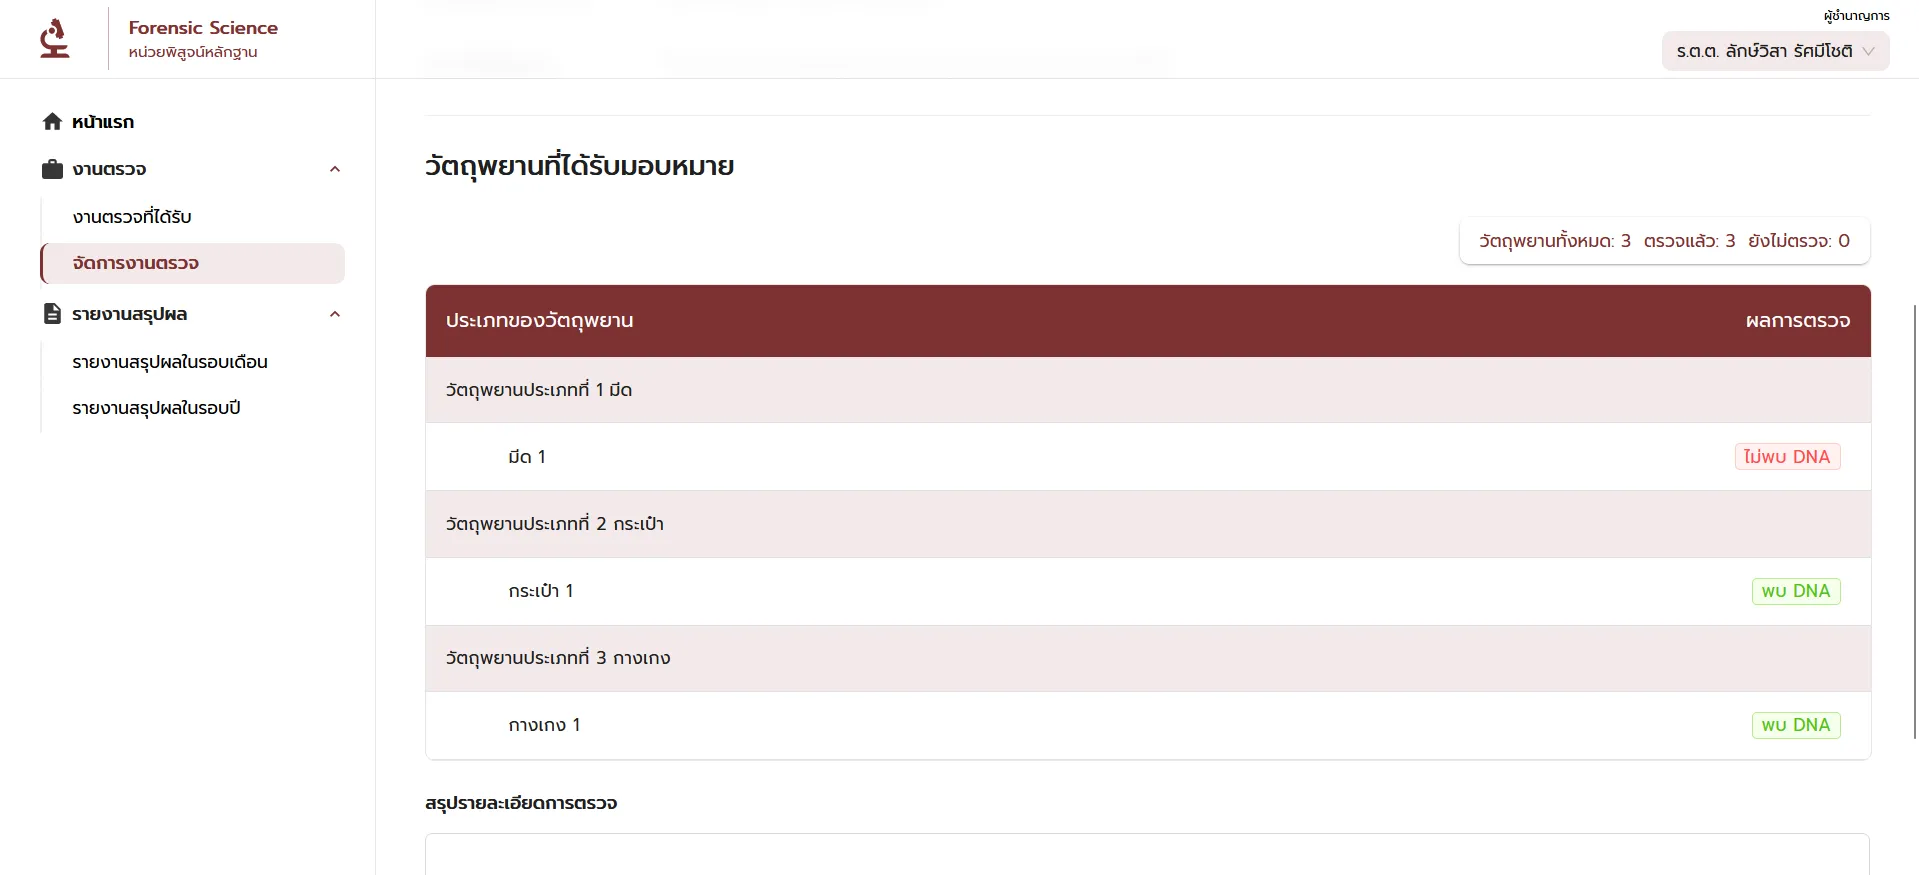 Forensic Science
หน่วยพิสูจน์หลักฐาน
ผู้ชำนาญการ
ร.ต.ต. ลักษ์วิสา รัศมีโชติ
หน้าแรก
งานตรวจ
งานตรวจที่ได้รับ
จัดการงานตรวจ
รายงานสรุปผล
รายงานสรุปผลในรอบเดือน
รายงานสรุปผลในรอบปี
วัตถุพยานที่ได้รับมอบหมาย
วัตถุพยานทั้งหมด: 3 ตรวจแล้ว: 3 ยังไม่ตรวจ: 0
ประเภทของวัตถุพยาน ผลการตรวจ
วัตถุพยานประเภทที่ 1 มีด
มีด 1 ไม่พบ DNA
วัตถุพยานประเภทที่ 2 กระเป๋า
กระเป๋า 1 พบ DNA
วัตถุพยานประเภทที่ 3 กางเกง
กางเกง 1 พบ DNA
สรุปรายละเอียดการตรวจ